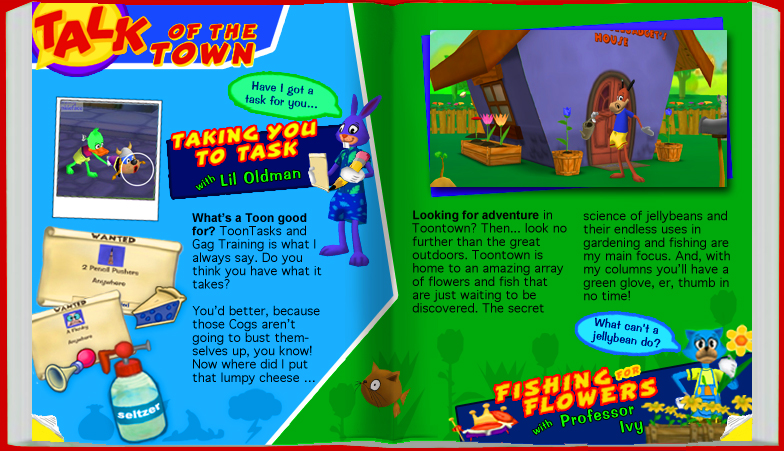 TALK OF THE
TOWN
Have I got a
task for you...
TAKING YOU
TO TASK
with Lil Oldman
What's a Toon good
for? ToonTasks and
Gag Training is what I
always say. Do you
think you have what it
takes?
You'd better, because
those Cogs aren't
going to bust them-
selves up, you know!
Now where did I put
that lumpy cheese ...
WANTED
2 Pencil Pushers
Anywhere
WANTED
A Flunky
Anywhere
seltzer
HOUSE
Looking for adventure in
Toontown? Then... look no
further than the great
outdoors. Toontown is
home to an amazing array
of flowers and fish that
are just waiting to be
discovered. The secret
science of jellybeans and
their endless uses in
gardening and fishing are
my main focus. And, with
my columns you'll have a
green glove, er, thumb in
no time!
What can't a
jellybean do?
FISHING FOR
FLOWERS
with Professor
Ivy